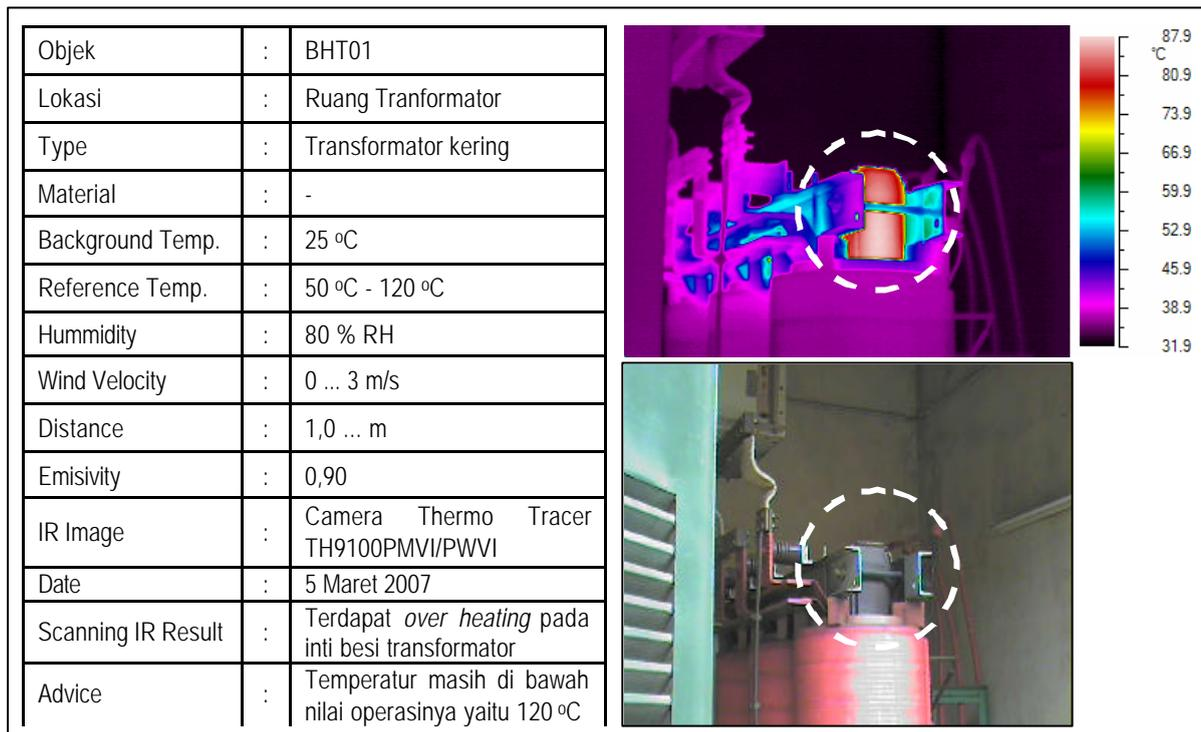 Objek : BHT01
Lokasi : Ruang Tranformator
Type : Transformator kering
Material : -
Background Temp. : 25 ºC
Reference Temp. : 50 ºC - 120 ºC
Hummidity : 80 % RH
Wind Velocity : 0 ... 3 m/s
Distance : 1,0 ... m
Emisivity : 0,90
IR Image : Camera Thermo Tracer
TH9100PMVI/PWVI
Date : 5 Maret 2007
Scanning IR Result : Terdapat over heating pada
inti besi transformator
Advice : Temperatur masih di bawah
nilai operasinya yaitu 120 ºC
87.9
°C
80.9
73.9
66.9
59.9
52.9
45.9
38.9
31.9